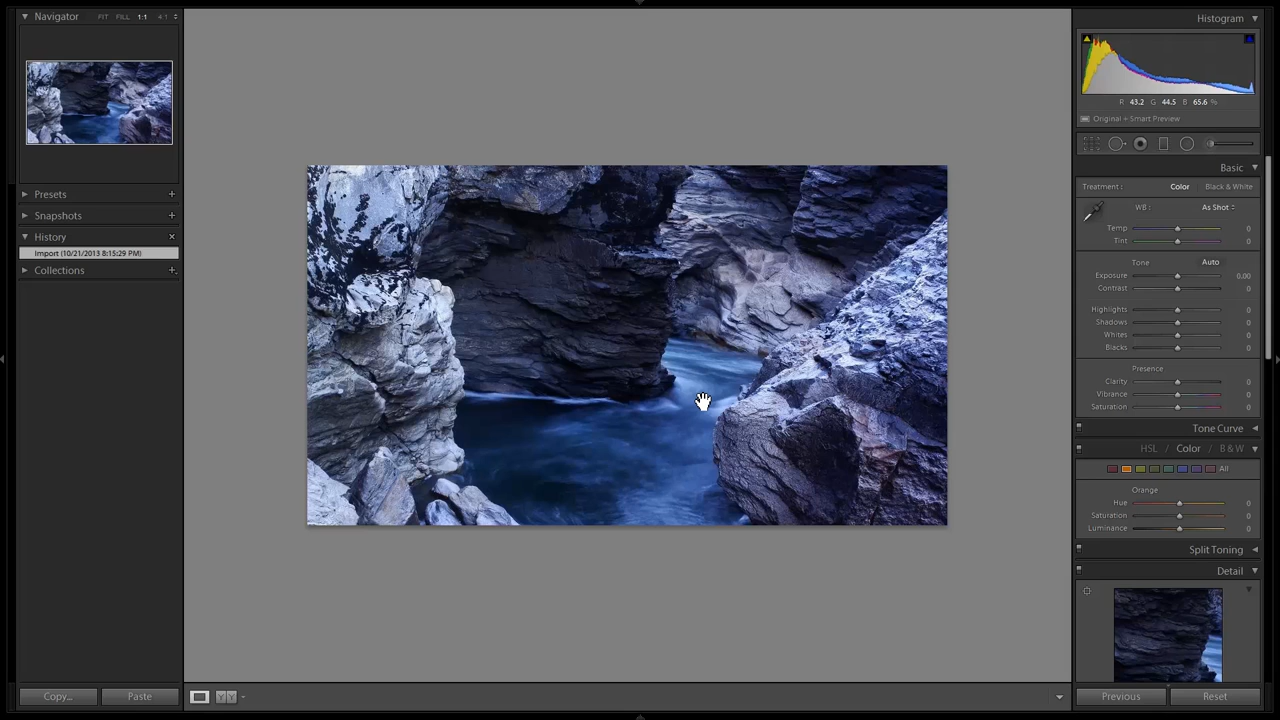 Navigator
FIT FILL 1:1 4:1
Presets
Snapshots
History
Import (10/21/2013 8:15:29 PM)
Collections
Copy...
Paste
Histogram
R 43.2 G 44.5 B 65.6 %
Original + Smart Preview
Basic
Treatment : Color Black & White
WB : As Shot
Temp 0
Tint 0
Tone Auto
Exposure 0.00
Contrast 0
Highlights 0
Shadows 0
Whites 0
Blacks 0
Presence
Clarity 0
Vibrance 0
Saturation 0
Tone Curve
HSL / Color / B & W
All
Orange
Hue 0
Saturation 0
Luminance 0
Split Toning
Detail
Previous
Reset
Y Y